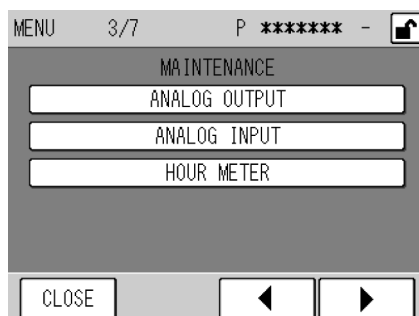 MENU 3/7 P ******* -
MAINTENANCE
ANALOG OUTPUT
ANALOG INPUT
HOUR METER
CLOSE